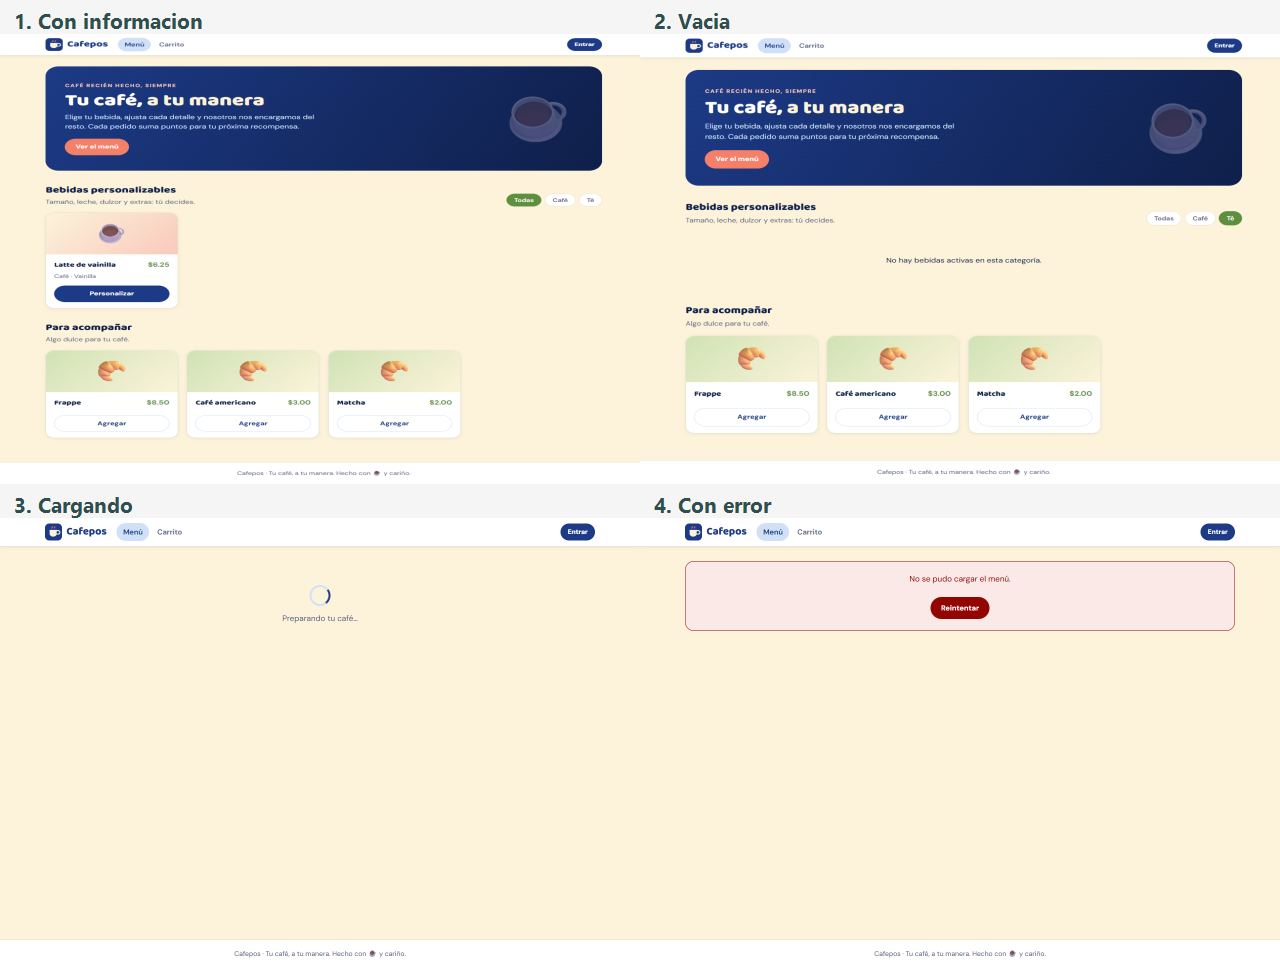 1. Con informacion
Cafepos Menú Carrito Entrar
CAFÉ RECIÉN HECHO, SIEMPRE
Tu café, a tu manera
Elige tu bebida, ajusta cada detalle y nosotros nos encargamos del
resto. Cada pedido suma puntos para tu próxima recompensa.
Ver el menú
Bebidas personalizables
Tamaño, leche, dulzor y extras: tú decides.
Todas Café Té
Latte de vainilla $6.25
Café · Vainilla
Personalizar
Para acompañar
Algo dulce para tu café.
Frappe $8.50 Café americano $3.00 Matcha $2.00
Agregar Agregar Agregar
Cafepos · Tu café, a tu manera. Hecho con y cariño.
2. Vacia
Cafepos Menú Carrito Entrar
CAFÉ RECIÉN HECHO, SIEMPRE
Tu café, a tu manera
Elige tu bebida, ajusta cada detalle y nosotros nos encargamos del
resto. Cada pedido suma puntos para tu próxima recompensa.
Ver el menú
Bebidas personalizables
Tamaño, leche, dulzor y extras: tú decides.
Todas Café Té
No hay bebidas activas en esta categoría.
Para acompañar
Algo dulce para tu café.
Frappe $8.50 Café americano $3.00 Matcha $2.00
Agregar Agregar Agregar
Cafepos · Tu café, a tu manera. Hecho con y cariño.
3. Cargando
Cafepos Menú Carrito Entrar
Preparando tu café...
Cafepos · Tu café, a tu manera. Hecho con y cariño.
4. Con error
Cafepos Menú Carrito Entrar
No se pudo cargar el menú.
Reintentar
Cafepos · Tu café, a tu manera. Hecho con y cariño.